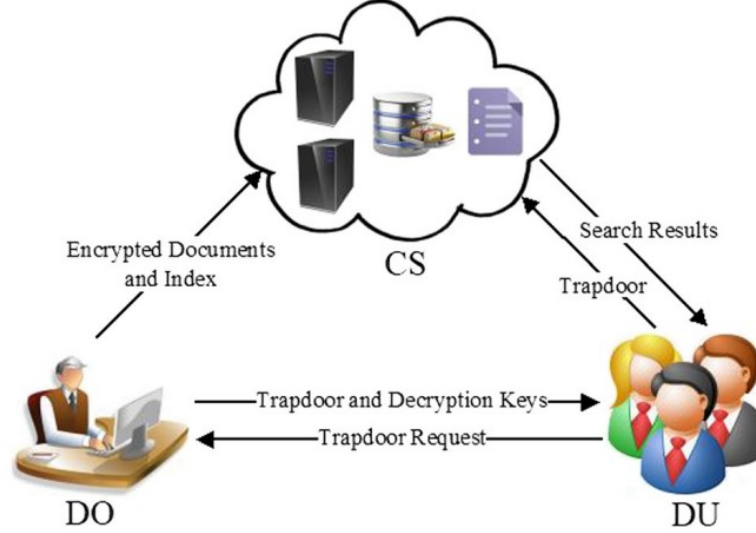 CS
Encrypted Documents
and Index
Search Results
Trapdoor
Trapdoor and Decryption Keys
Trapdoor Request
DO
DU